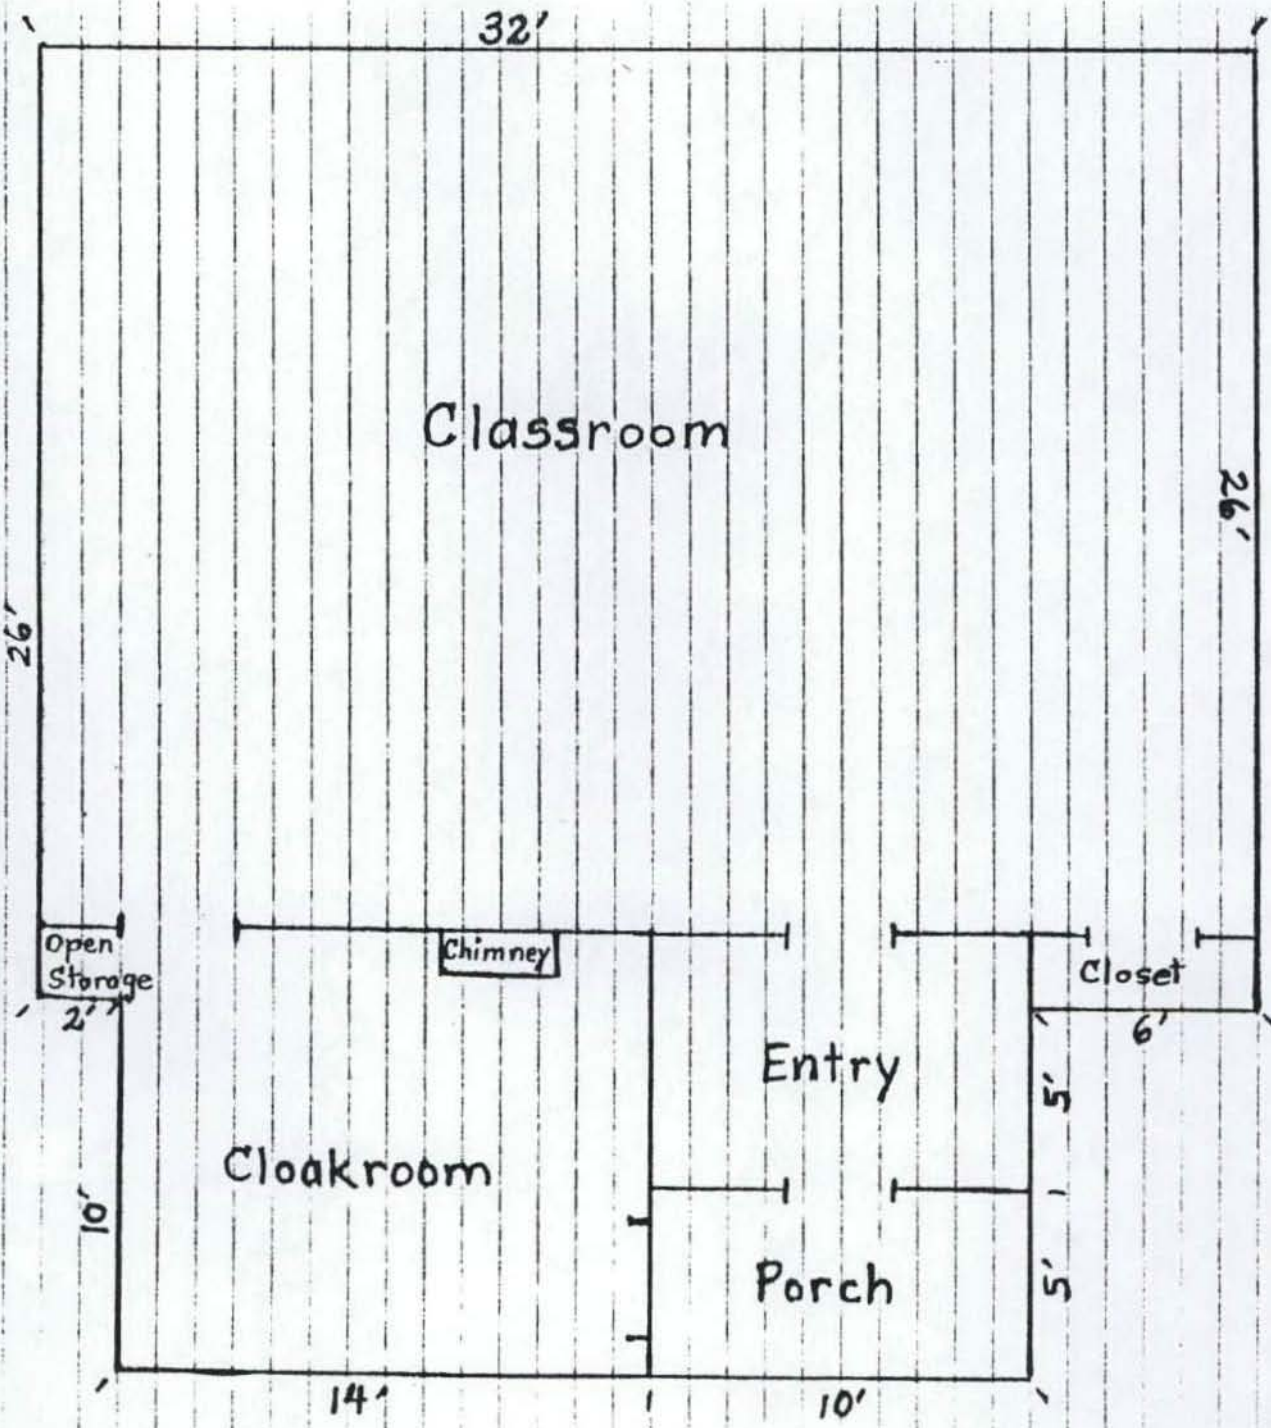 32'
Classroom
26'
26'
Open
Storage
2'
Chimney
Closet
6'
Entry
5'
Cloakroom
10'
Porch
5'
14'
10'